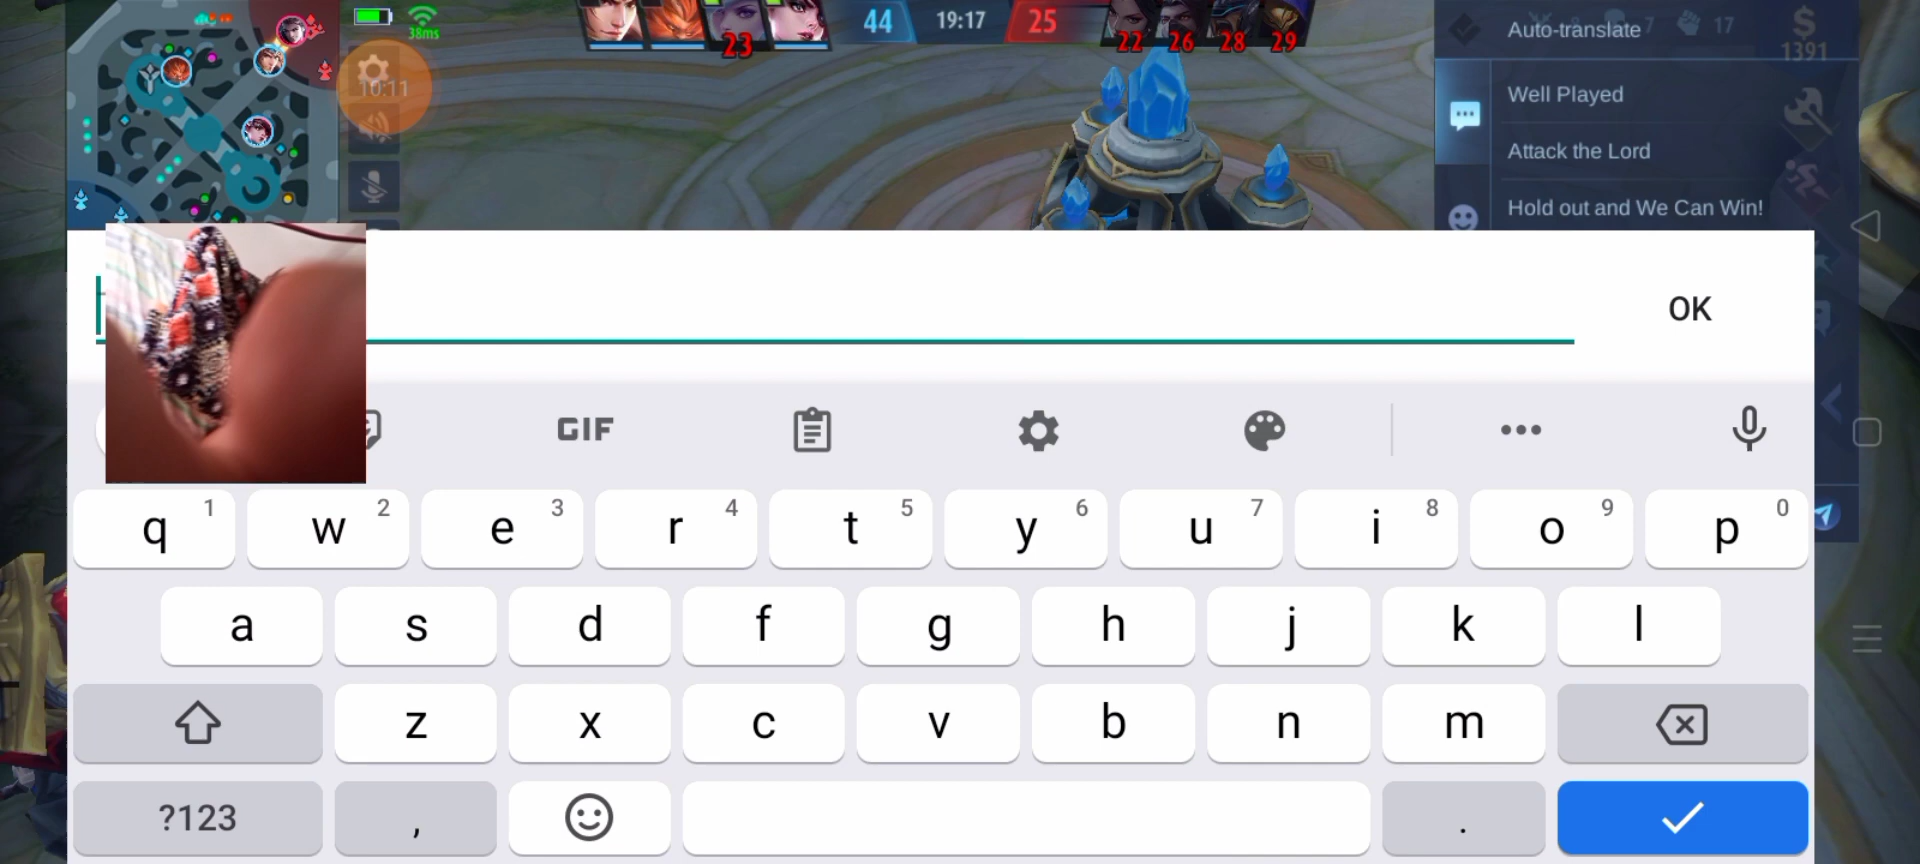 38ms
10:11
23
44
19:17
25
22
26
28
29
Auto-translate
7
17
1391
Well Played
Attack the Lord
Hold out and We Can Win!
OK
GIF
q 1 w 2 e 3 r 4 t 5 y 6 u 7 i 8 o 9 p 0
a s d f g h j k l
z x c v b n m
?123 , .